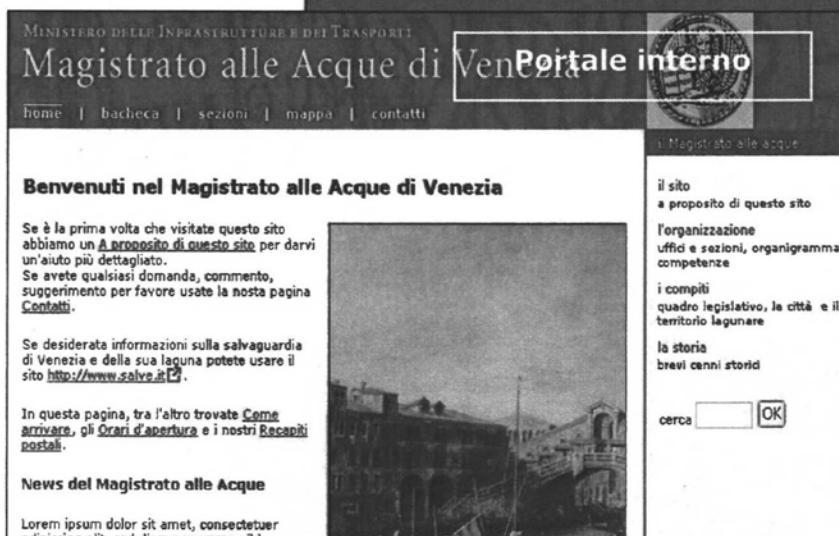 MINISTERO DELLE INFRASTRUTTURE E DEI TRASPORTI
Magistrato alle Acque di Venezia
Portale interno
home | bacheca | sezioni | mappa | contatti
il Magistrato alle acque
Benvenuti nel Magistrato alle Acque di Venezia
Se è la prima volta che visitate questo sito
abbiamo un A proposito di questo sito per darvi
un'aiuto più dettagliato.
Se avete qualsiasi domanda, commento,
suggerimento per favore usate la nosta pagina
Contatti.
Se desiderata informazioni sulla salvaguardia
di Venezia e della sua laguna potete usare il
sito http://www.salve.it.
In questa pagina, tra l'altro trovate Come
arrivare, gli Orari d'apertura e i nostri Recapiti
postali.
News del Magistrato alle Acque
Lorem ipsum dolor sit amet, consectetuer
il sito
a proposito di questo sito
l'organizzazione
uffici e sezioni, organigramma
competenze
i compiti
quadro legislativo, la città e il
territorio lagunare
la storia
brevi cenni storici
cerca OK